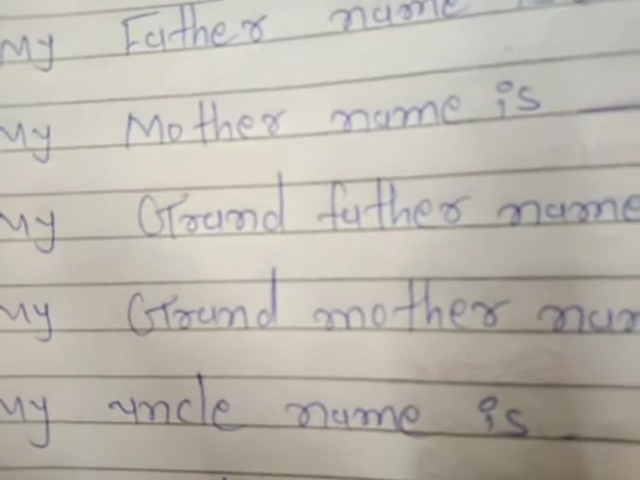 My Father name
My Mother name is
My Grand father name
My Grand mother
My uncle name is